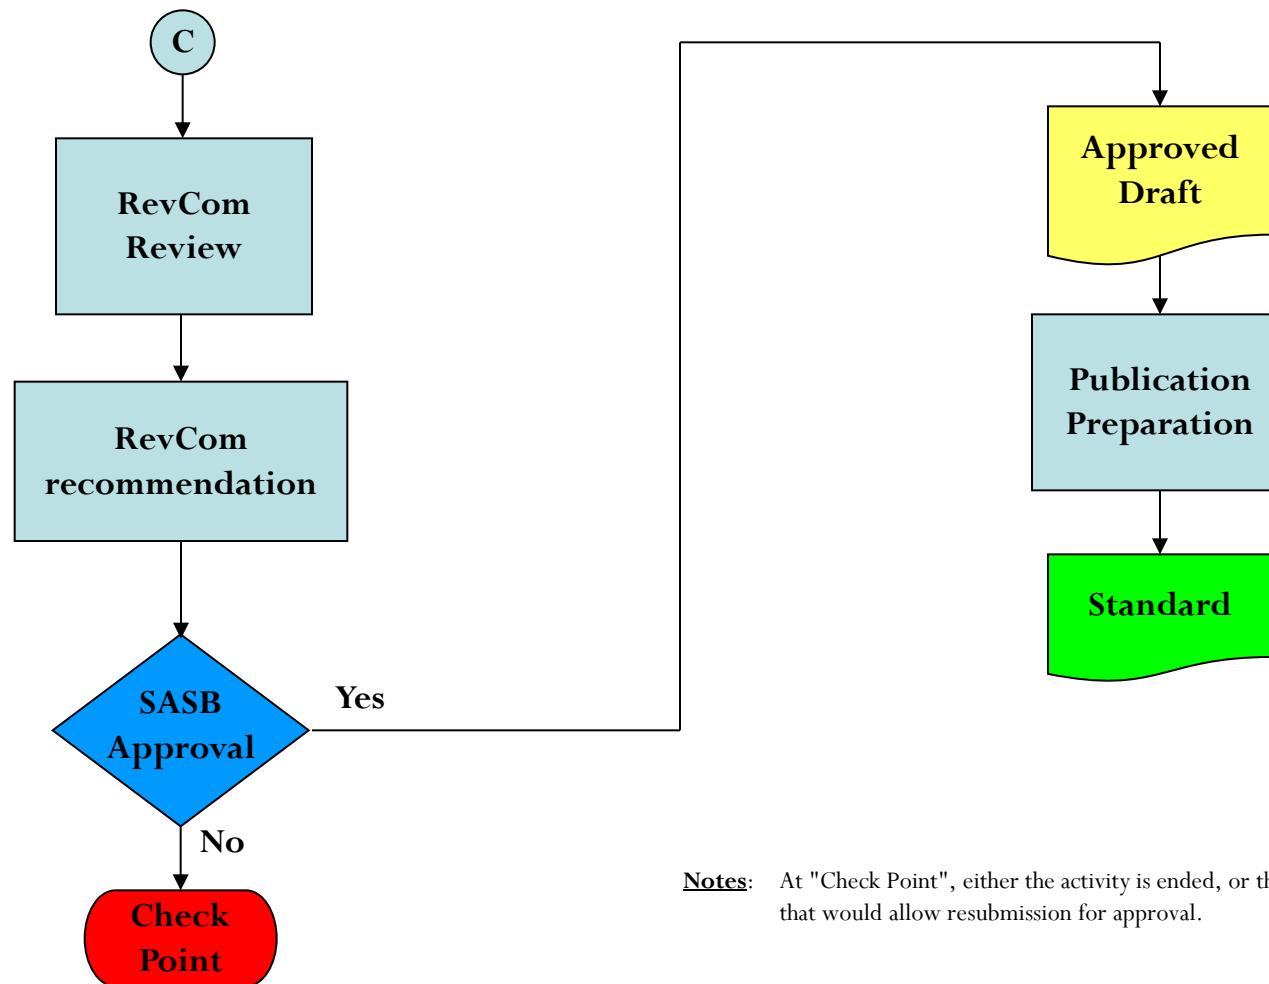 C
RevCom
Review
RevCom
recommendation
SASB
Approval
Yes
No
Check
Point
Approved
Draft
Publication
Preparation
Standard
Notes: At "Check Point", either the activity is ended, or
that would allow resubmission for approval.